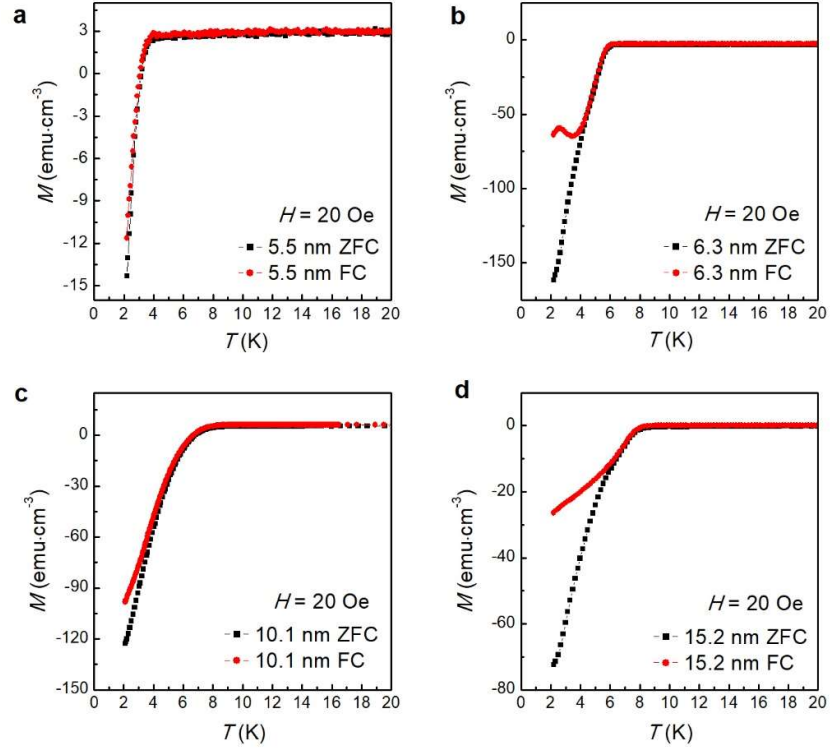 a
3
0
-3
-6
-9
-12
-15
M (emu·cm⁻³)
H = 20 Oe
5.5 nm ZFC
5.5 nm FC
0 2 4 6 8 10 12 14 16 18 20
T (K)
b
0
-50
-100
-150
M (emu·cm⁻³)
H = 20 Oe
6.3 nm ZFC
6.3 nm FC
0 2 4 6 8 10 12 14 16 18 20
T (K)
c
0
-30
-60
-90
-120
-150
M (emu·cm⁻³)
H = 20 Oe
10.1 nm ZFC
10.1 nm FC
0 2 4 6 8 10 12 14 16 18 20
T (K)
d
0
-20
-40
-60
-80
M (emu·cm⁻³)
H = 20 Oe
15.2 nm ZFC
15.2 nm FC
0 2 4 6 8 10 12 14 16 18 20
T (K)